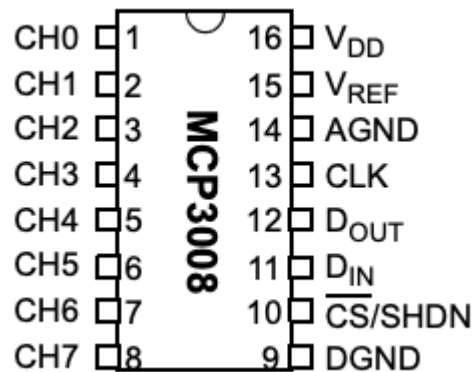 CH0 1 16 VDD
CH1 2 15 VREF
CH2 3 14 AGND
CH3 4 13 CLK
CH4 5 12 DOUT
CH5 6 11 DIN
CH6 7 10 CS/SHDN
CH7 8 9 DGND
MCP3008